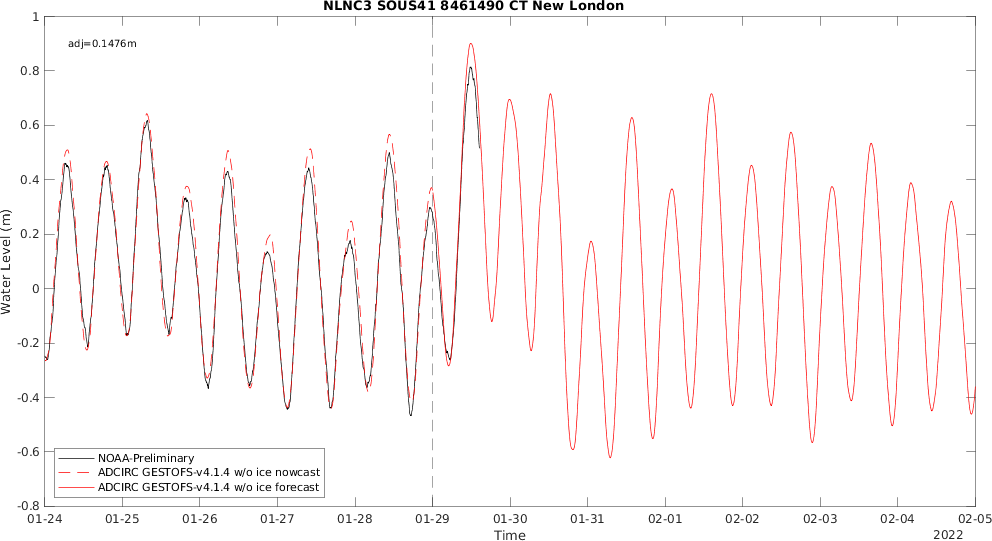 NLNC3 SOUS41 8461490 CT New London
adj=0.1476m
1
0.8
0.6
0.4
0.2
0
-0.2
-0.4
-0.6
-0.8
Water Level (m)
NOAA-Preliminary
ADCIRC GESTOFS-v4.1.4 w/o ice nowcast
ADCIRC GESTOFS-v4.1.4 w/o ice forecast
01-24 01-25 01-26 01-27 01-28 01-29 01-30 01-31 02-01 02-02 02-03 02-04 02-05
Time
2022